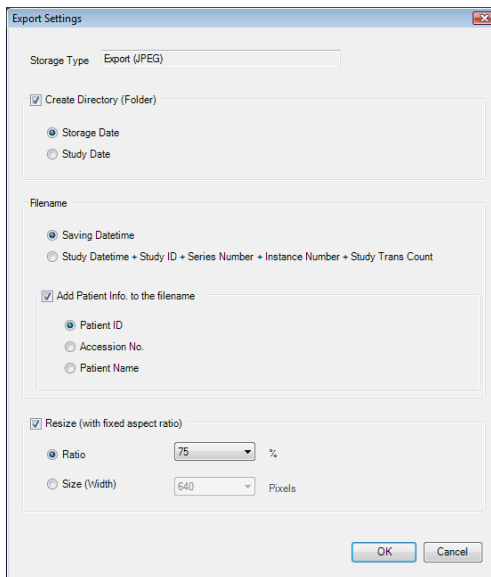 Export Settings
Storage Type Export (JPEG)
Create Directory (Folder)
Storage Date
Study Date
Filename
Saving Datetime
Study Datetime + Study ID + Series Number + Instance Number + Study Trans Count
Add Patient Info. to the filename
Patient ID
Accession No.
Patient Name
Resize (with fixed aspect ratio)
Ratio 75 %
Size (Width) 640 Pixels
OK Cancel